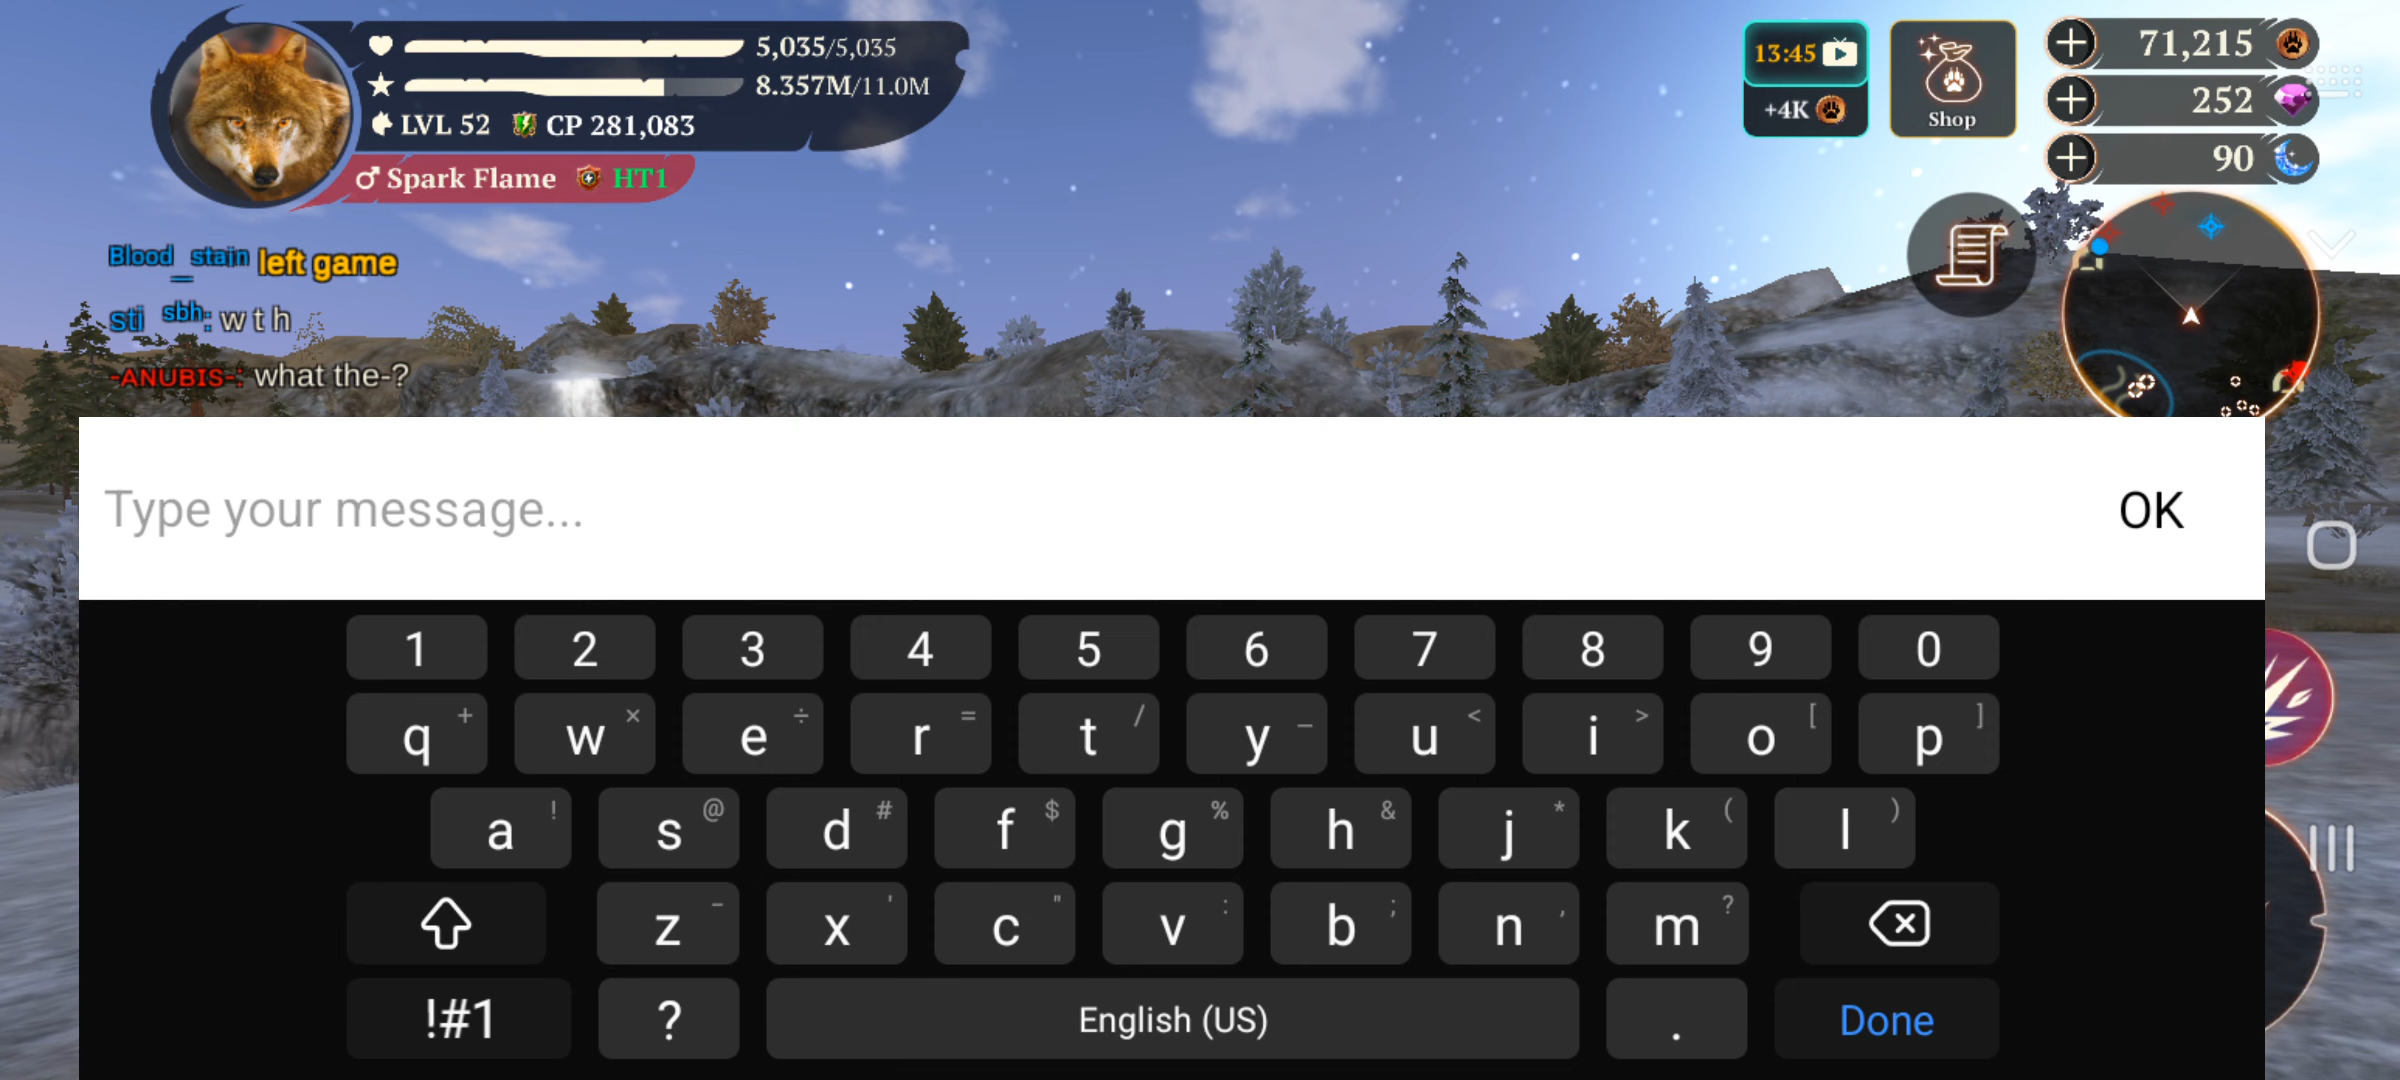 5,035/5,035
8.357M/11.0M
LVL 52 CP 281,083
Spark Flame HT1
13:45
+4K
Shop
71,215
252
90
Blood_stain left game
sti_sbh: w t h
-ANUBIS-: what the-?
Type your message...
OK
1 2 3 4 5 6 7 8 9 0
q + w × e ÷ r = t / y _ u < i > o [ p ]
a ! s @ d # f $ g % h & j * k ( l )
z - x ' c " v : b ; n , m ?
!#1 ? English (US) . Done